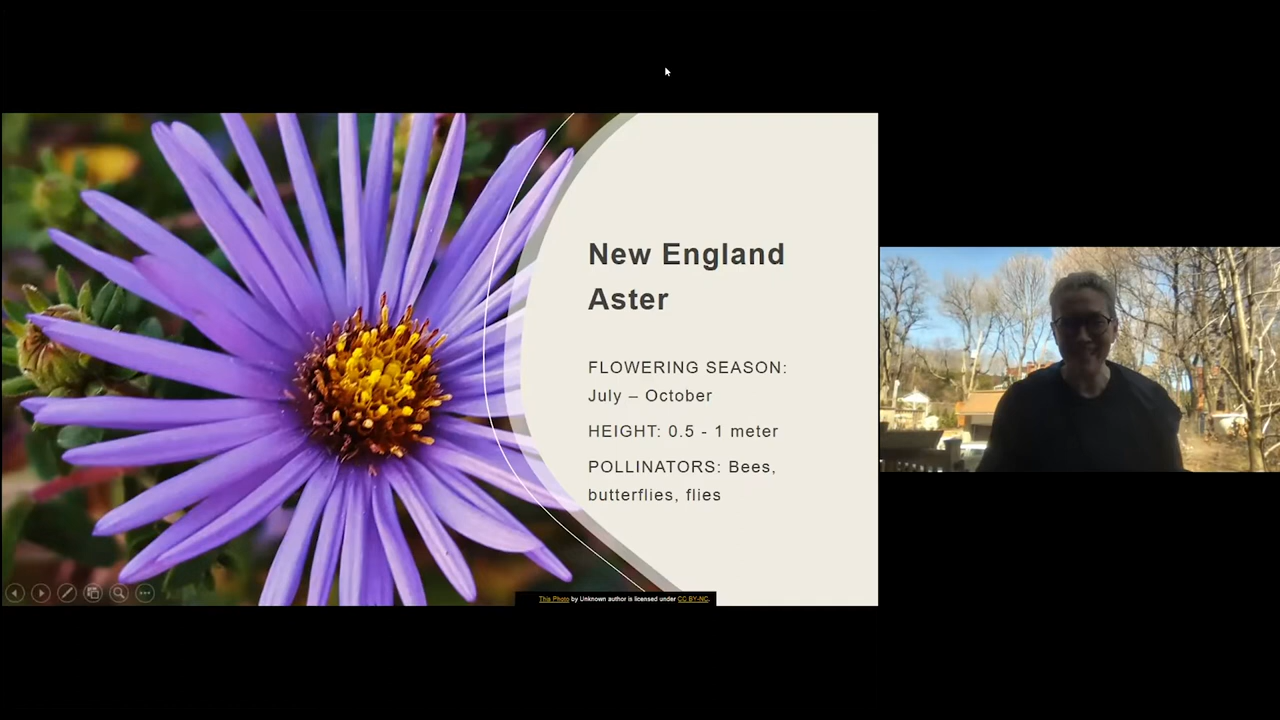 New England
Aster
FLOWERING SEASON:
July – October
HEIGHT: 0.5 - 1 meter
POLLINATORS: Bees,
butterflies, flies
This Photo by Unknown author is licensed under CC BY-NC.